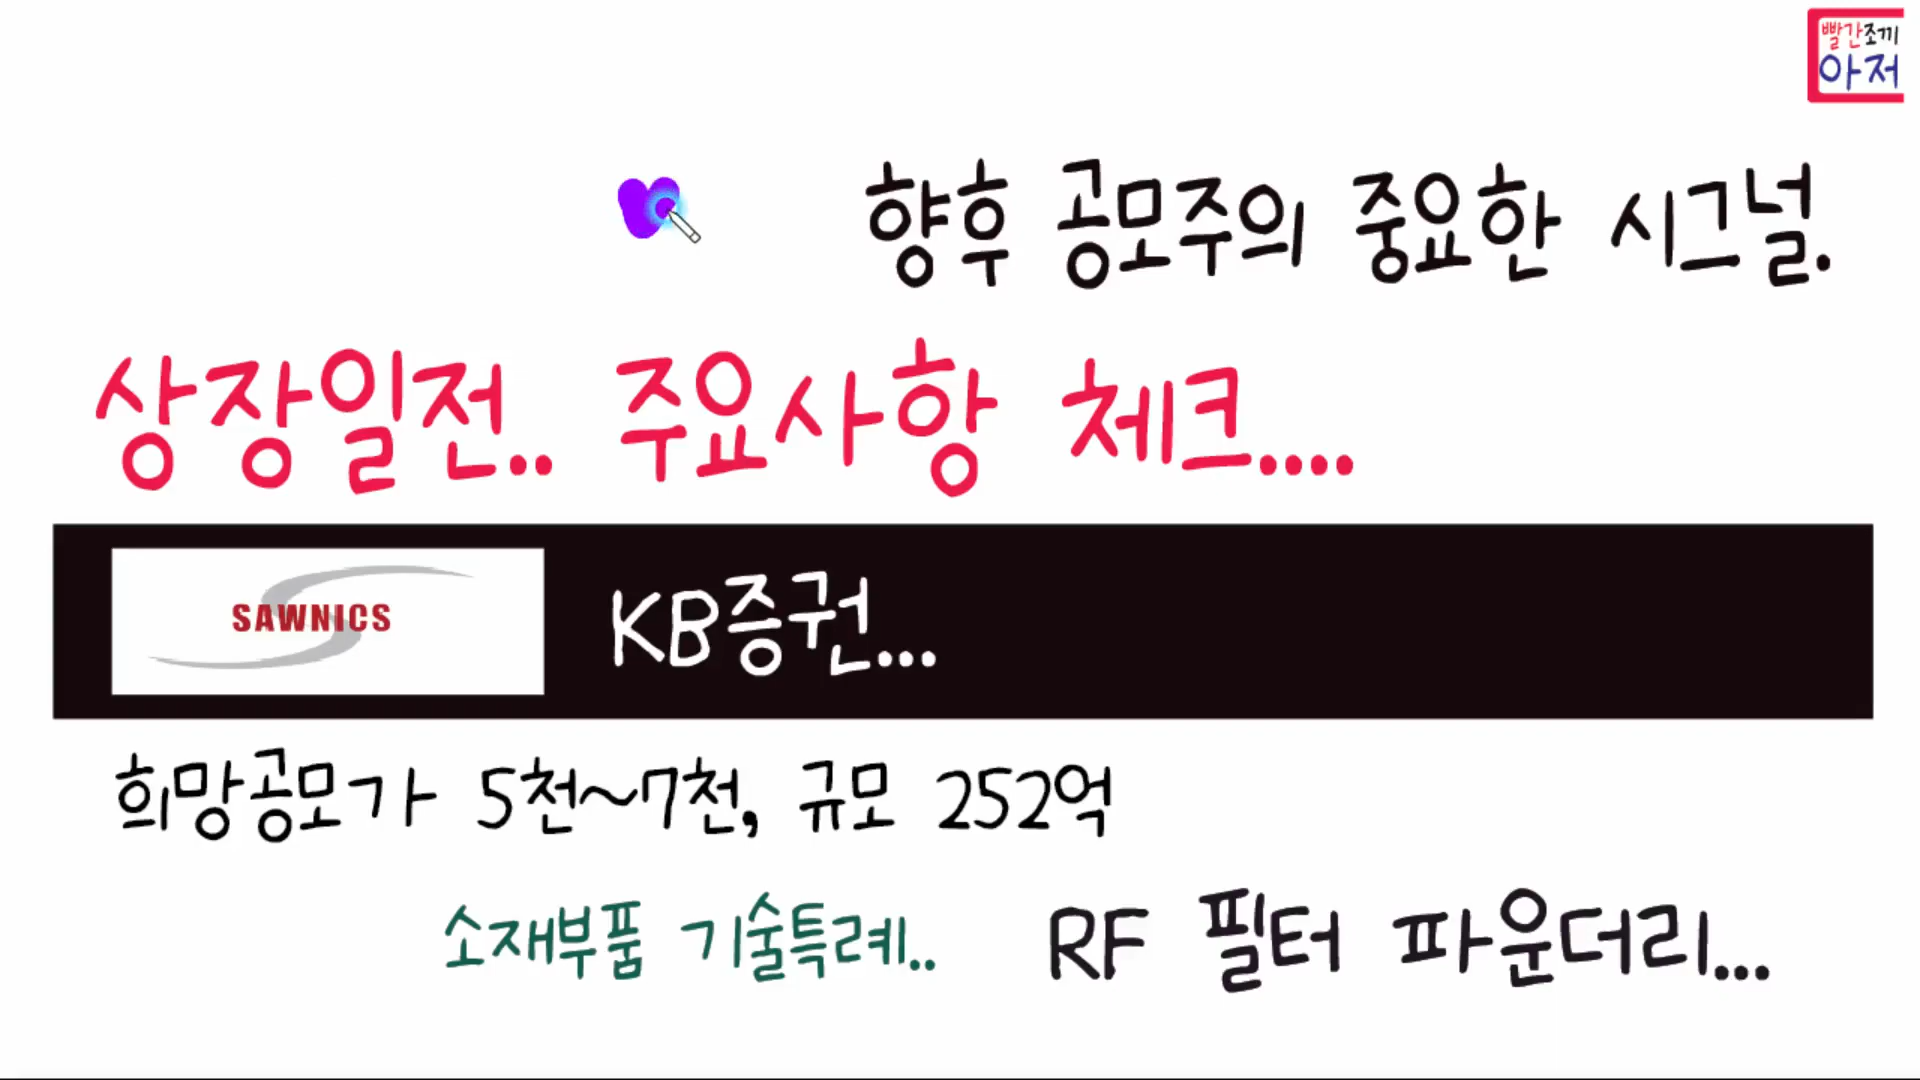 빨간조끼
아저
향후 공모주의 중요한 시그널.
상장일전.. 주요사항 체크....
SAWNICS
KB증권...
희망공모가 5천~7천, 규모 252억
소재부품 기술특례..
RF 필터 파운더리...